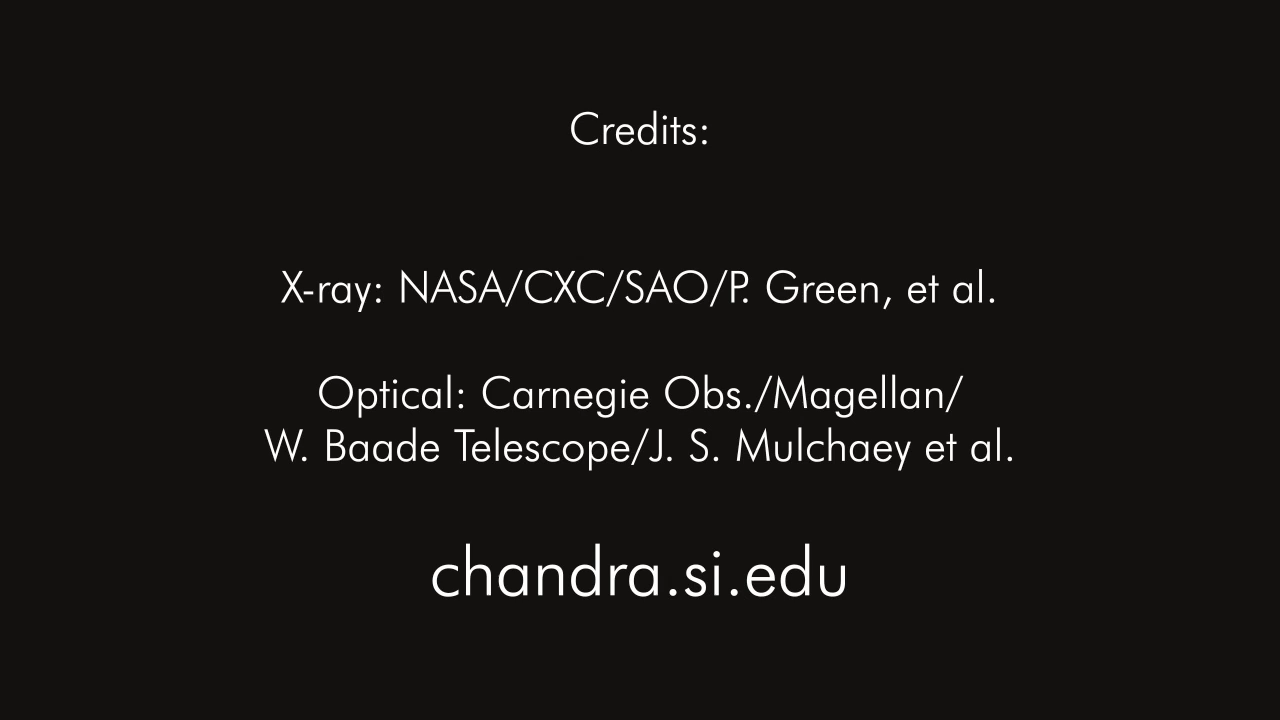 Credits:
X-ray: NASA/CXC/SAO/P. Green, et al.
Optical: Carnegie Obs./Magellan/
W. Baade Telescope/J. S. Mulchaey et al.
chandra.si.edu